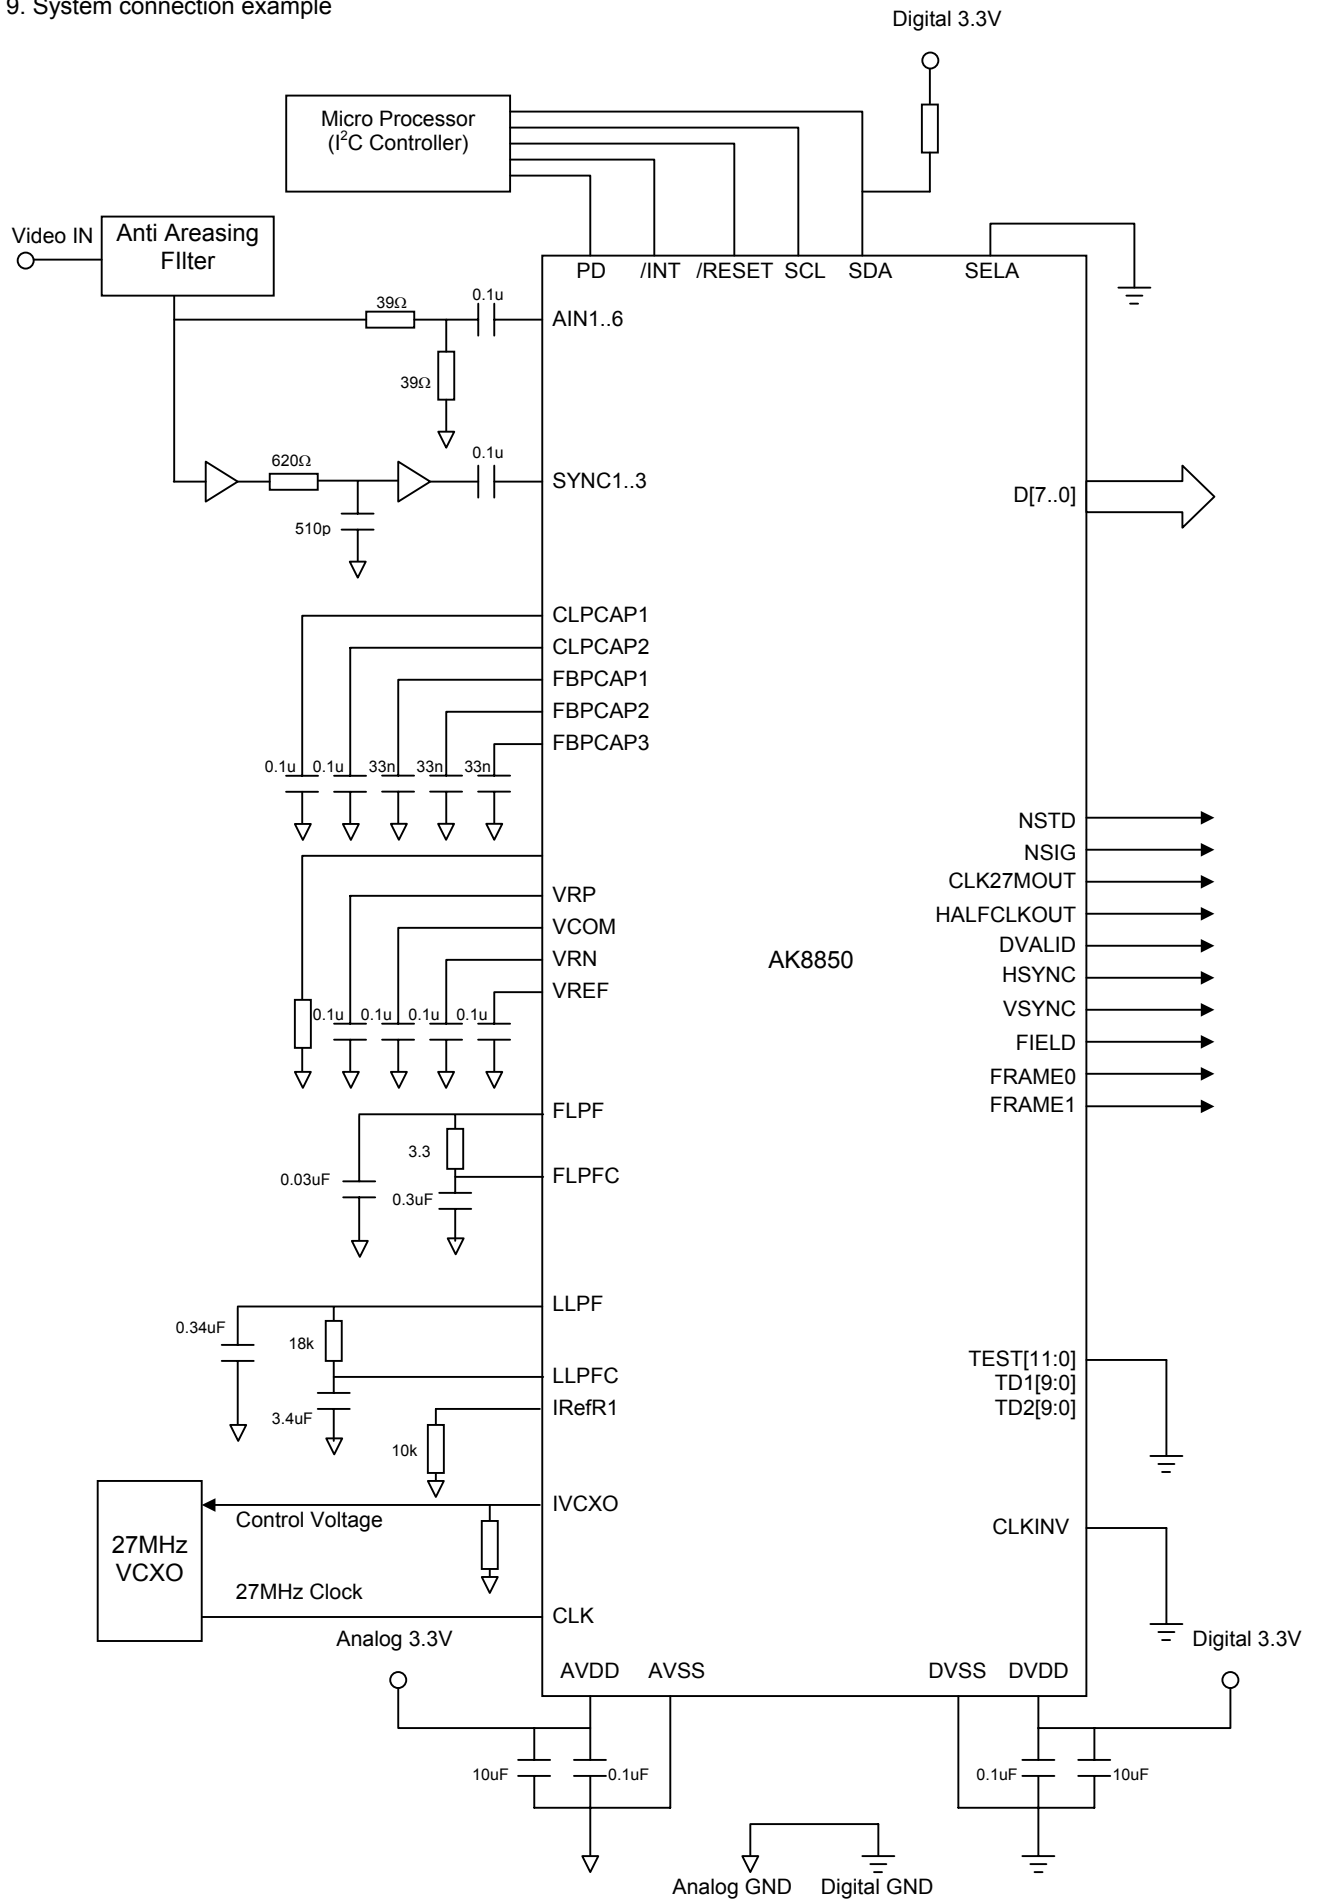 9. System connection example
Digital 3.3V
Micro Processor
(I²C Controller)
Video IN
Anti Areasing
FIlter
PD
/INT
/RESET
SCL
SDA
SELA
39Ω
0.1u
AIN1..6
39Ω
620Ω
0.1u
SYNC1..3
510p
D[7..0]
CLPCAP1
CLPCAP2
FBPCAP1
FBPCAP2
FBPCAP3
0.1u
0.1u
33n
33n
33n
VRP
VCOM
VRN
VREF
0.1u
0.1u
0.1u
0.1u
AK8850
NSTD
NSIG
CLK27MOUT
HALFCLKOUT
DVALID
HSYNC
VSYNC
FIELD
FRAME0
FRAME1
FLPF
3.3
FLPFC
0.03uF
0.3uF
LLPF
0.34uF
18k
LLPFC
3.4uF
IRefR1
10k
TEST[11:0]
TD1[9:0]
TD2[9:0]
IVCXO
Control Voltage
27MHz
VCXO
27MHz Clock
CLK
CLKINV
Analog 3.3V
Digital 3.3V
AVDD
AVSS
DVSS
DVDD
10uF
0.1uF
0.1uF
10uF
Analog GND
Digital GND